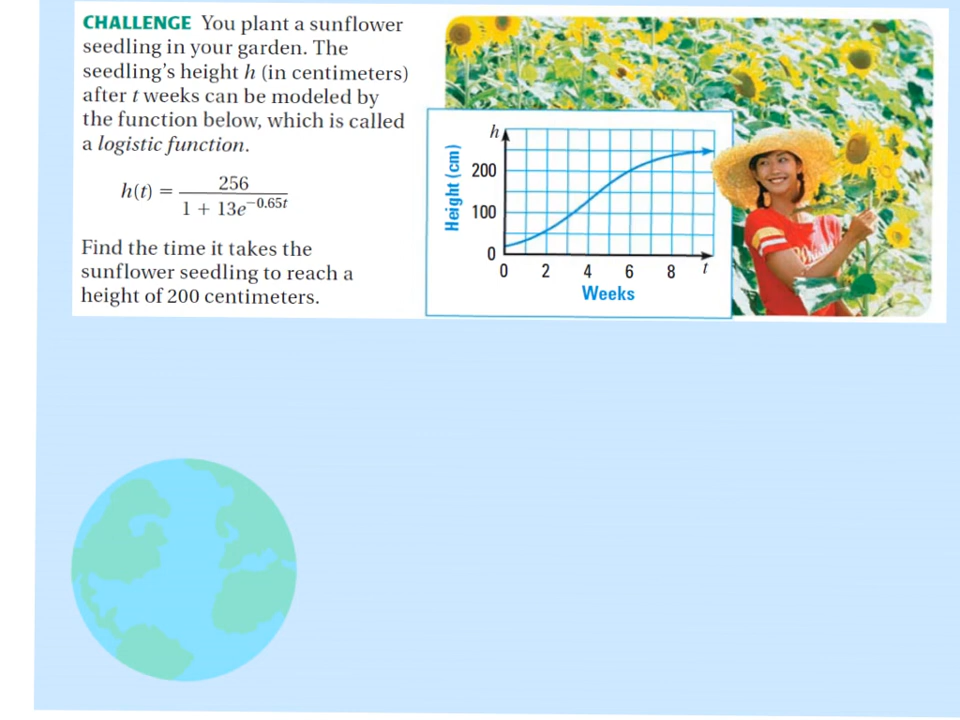 CHALLENGE You plant a sunflower
seedling in your garden. The
seedling's height h (in centimeters)
after t weeks can be modeled by
the function below, which is called
a logistic function.
h(t) = 256 / 1 + 13e^−0.65t
Find the time it takes the
sunflower seedling to reach a
height of 200 centimeters.
h
Height (cm)
200
100
0
0 2 4 6 8 t
Weeks